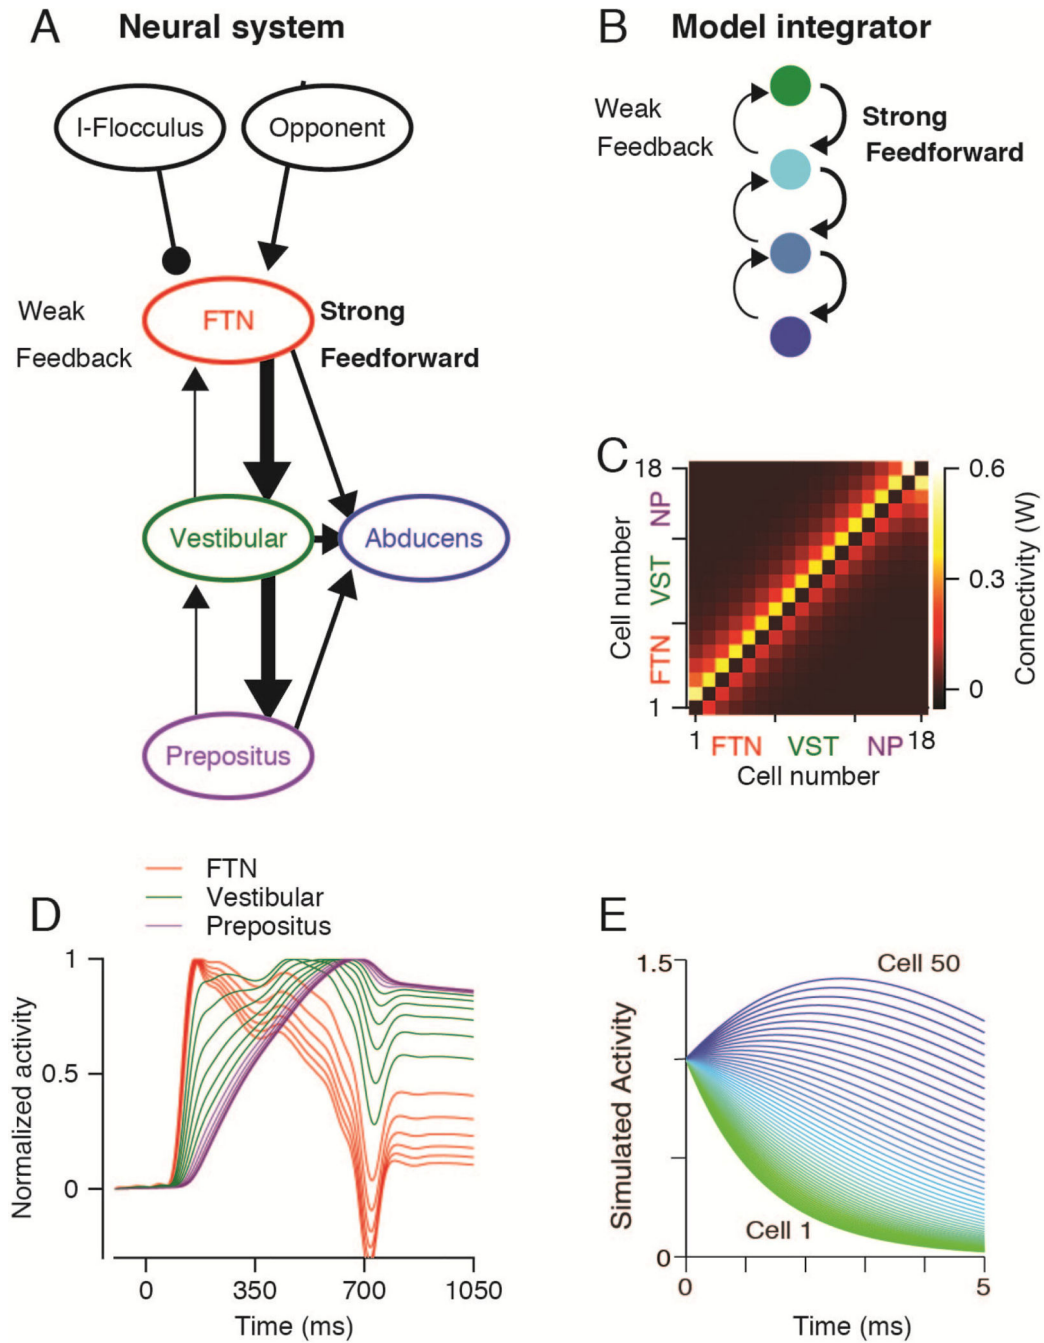 A Neural system
I-Flocculus
Opponent
Weak
Feedback
FTN
Strong
Feedforward
Vestibular
Abducens
Prepositus
B Model integrator
Weak
Feedback
Strong
Feedforward
C
18
NP
VST
FTN
1
Cell number
1 FTN VST NP 18
Cell number
0.6
0.3
0
Connectivity (W)
D
FTN
Vestibular
Prepositus
1
0.5
0
Normalized activity
0 350 700 1050
Time (ms)
E
1.5
0
Simulated Activity
Cell 50
Cell 1
0 5
Time (ms)